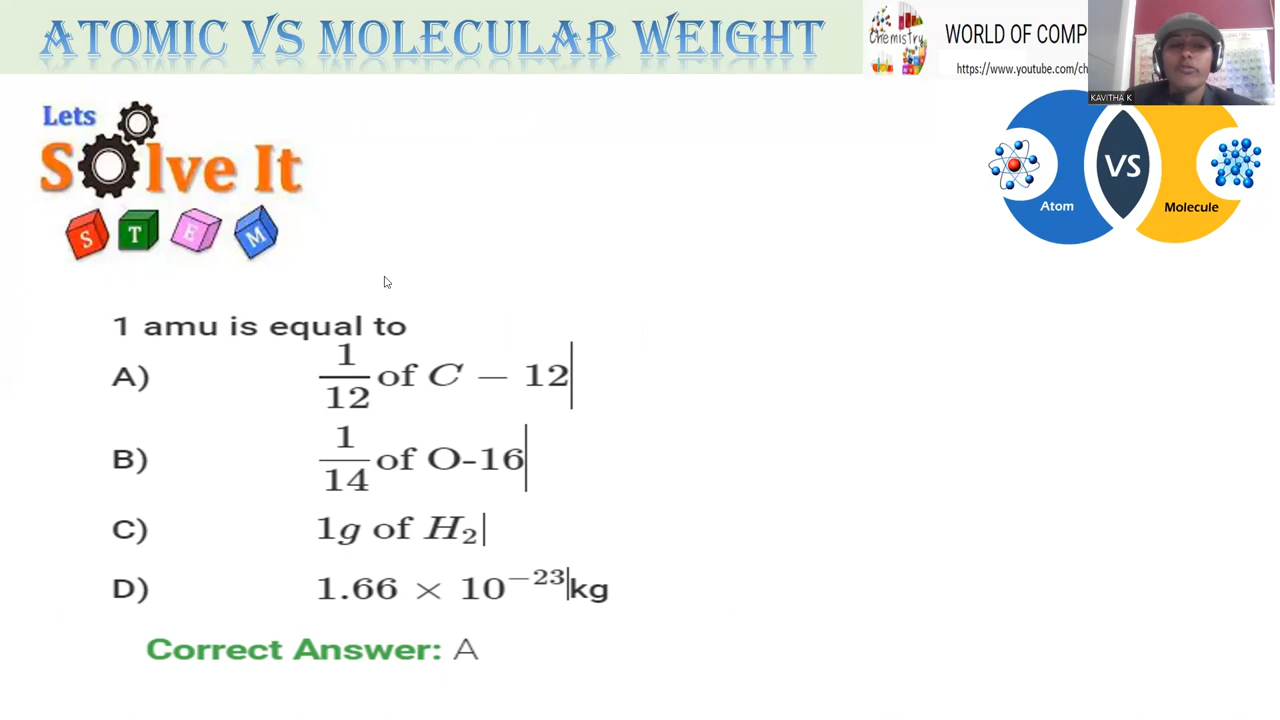 ATOMIC VS MOLECULAR WEIGHT
Chemistry
WORLD OF COMP
https://www.youtube.com/ch
KAVITHA K
Lets
Solve It
S T E M
Atom
VS
Molecule
1 amu is equal to
A) 1/12 of C − 12|
B) 1/14 of O-16|
C) 1g of H₂|
D) 1.66 × 10⁻²³|kg
Correct Answer: A